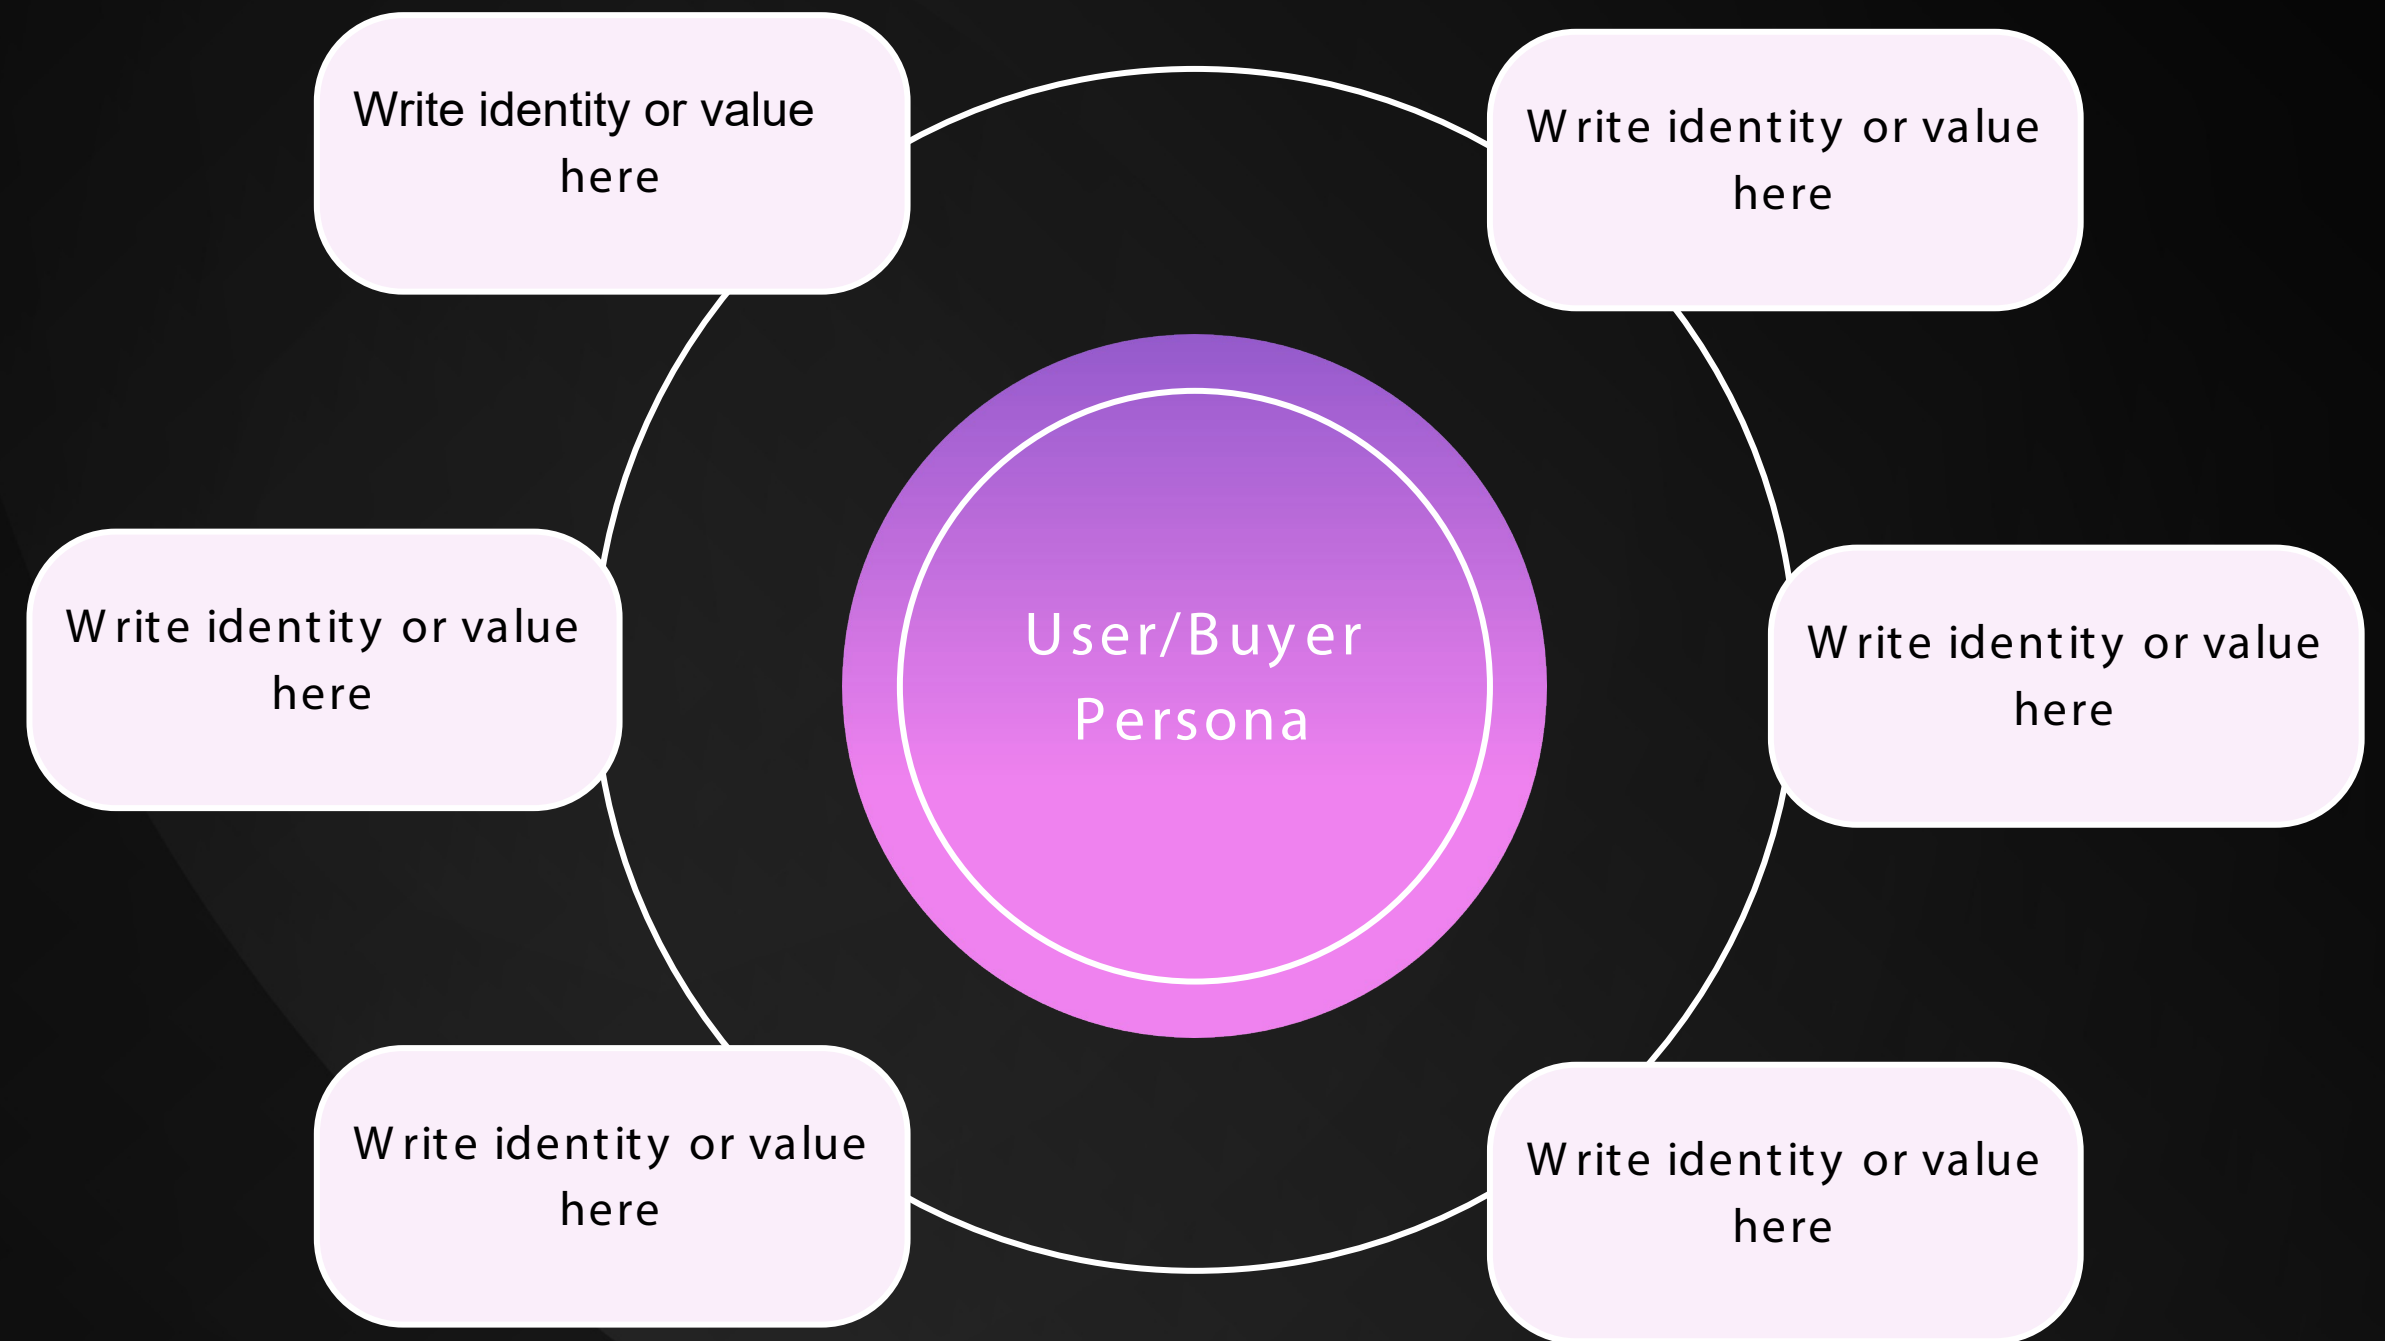 Write identity or value
here
Write identity or value
here
Write identity or value
here
User/Buyer
Persona
Write identity or value
here
Write identity or value
here
Write identity or value
here